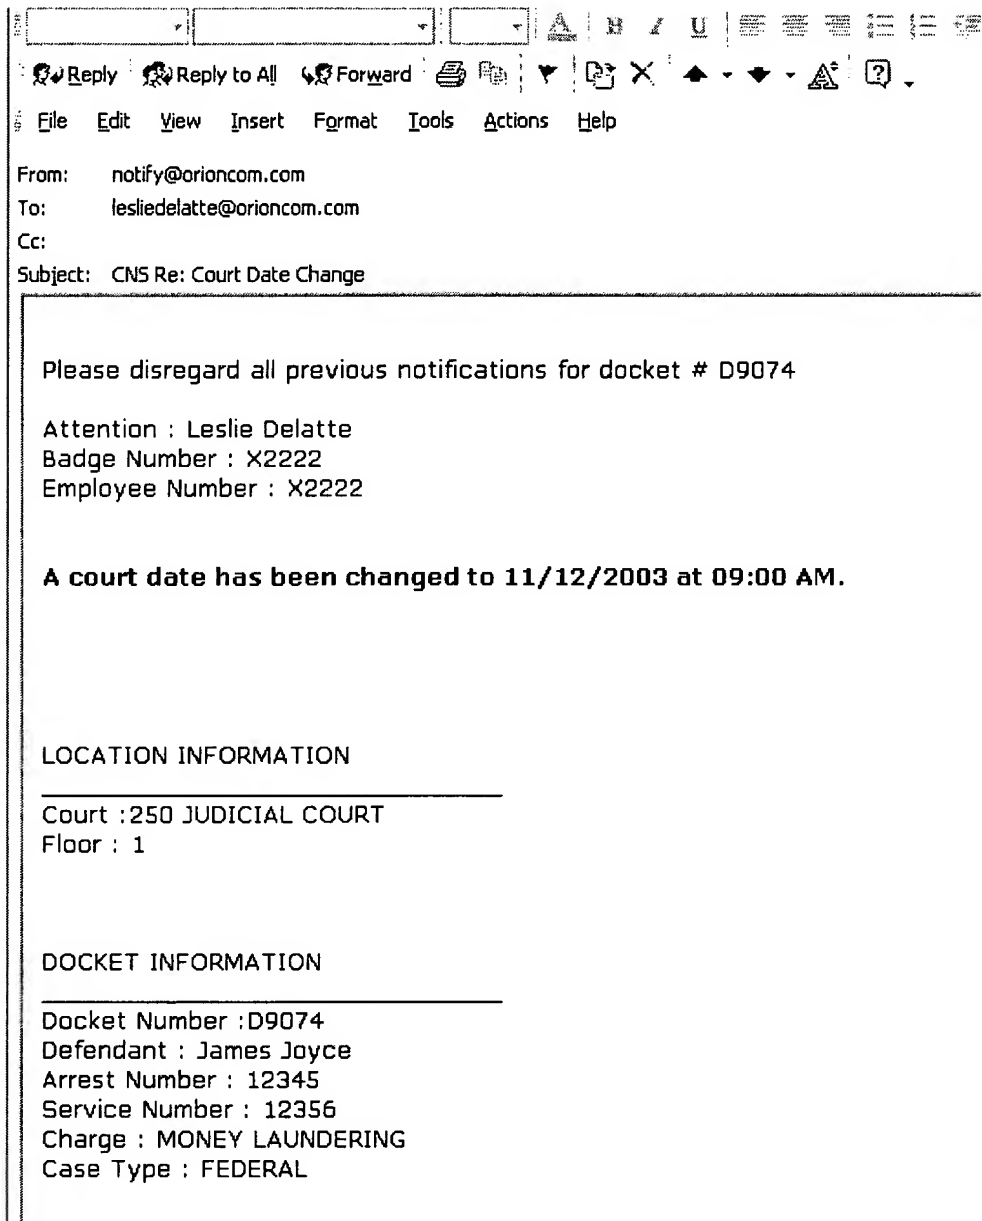 Reply Reply to All Forward
File Edit View Insert Format Tools Actions Help
From: notify@orioncom.com
To: lesliedelatte@orioncom.com
Cc:
Subject: CNS Re: Court Date Change
Please disregard all previous notifications for docket # D9074
Attention : Leslie Delatte
Badge Number : X2222
Employee Number : X2222
A court date has been changed to 11/12/2003 at 09:00 AM.
LOCATION INFORMATION
Court :250 JUDICIAL COURT
Floor : 1
DOCKET INFORMATION
Docket Number :D9074
Defendant : James Joyce
Arrest Number : 12345
Service Number : 12356
Charge : MONEY LAUNDERING
Case Type : FEDERAL